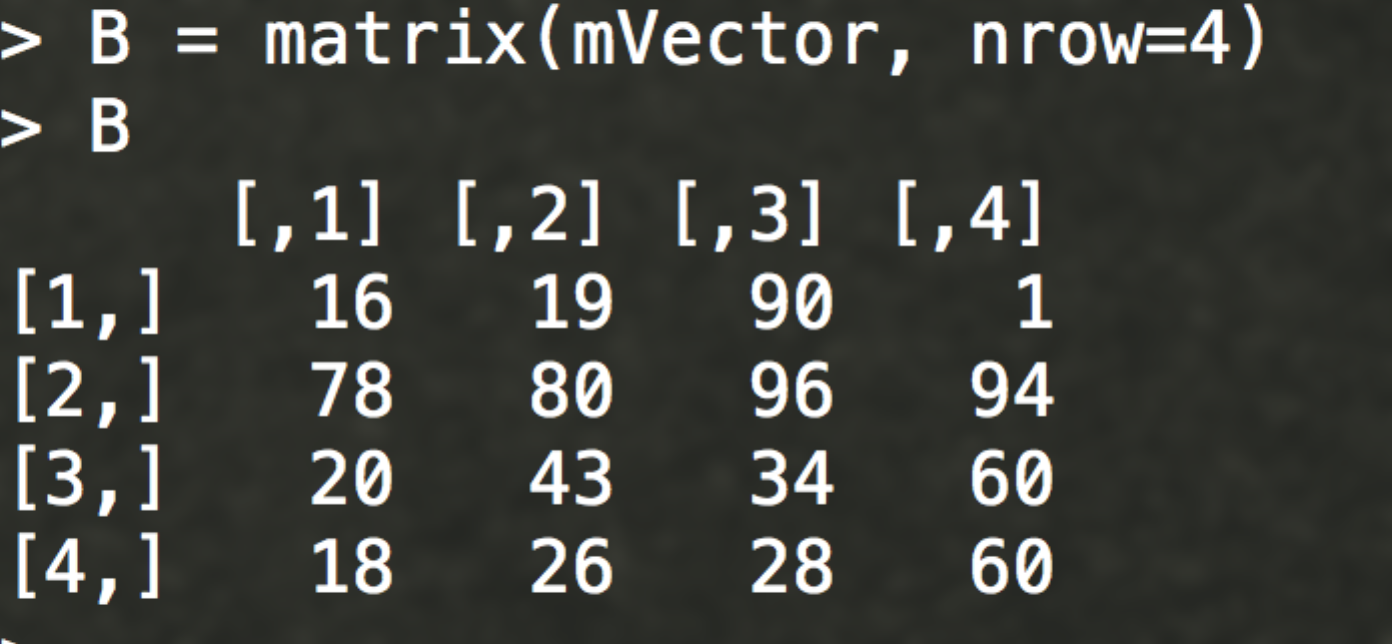 > B = matrix(mVector, nrow=4)
> B
     [,1] [,2] [,3] [,4]
[1,]   16   19   90    1
[2,]   78   80   96   94
[3,]   20   43   34   60
[4,]   18   26   28   60